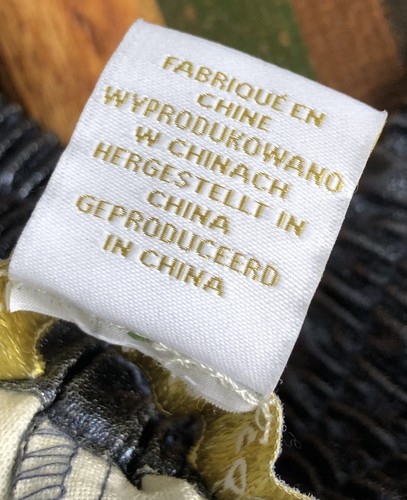 FABRIQUÉ EN
CHINE
WYPRODUKOWANO
W CHINACH
HERGESTELLT IN
CHINA
GEPRODUCEERD
IN CHINA